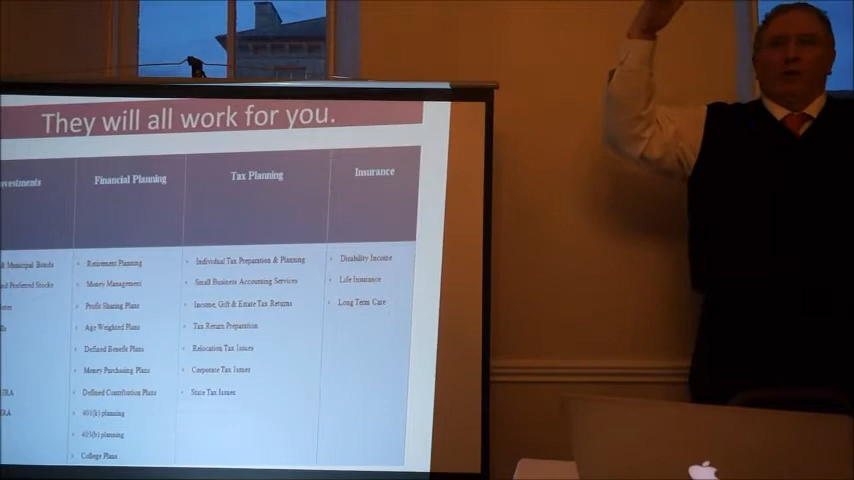 They will all work for you.
Financial Planning
Tax Planning
Insurance
& Municipal Bonds
Preferred Stocks
Retirement Planning
Money Management
Profit Sharing Plans
Age Weighted Plans
Defined Benefit Plans
Money Purchasing Plans
Defined Contribution Plans
401(k) planning
403(b) planning
College Plans
Individual Tax Preparation & Planning
Small Business Accounting Services
Income, Gift & Estate Tax Returns
Tax Return Preparation
Relocation Tax Issues
Corporate Tax Issues
State Tax Issues
Disability Income
Life Insurance
Long Term Care